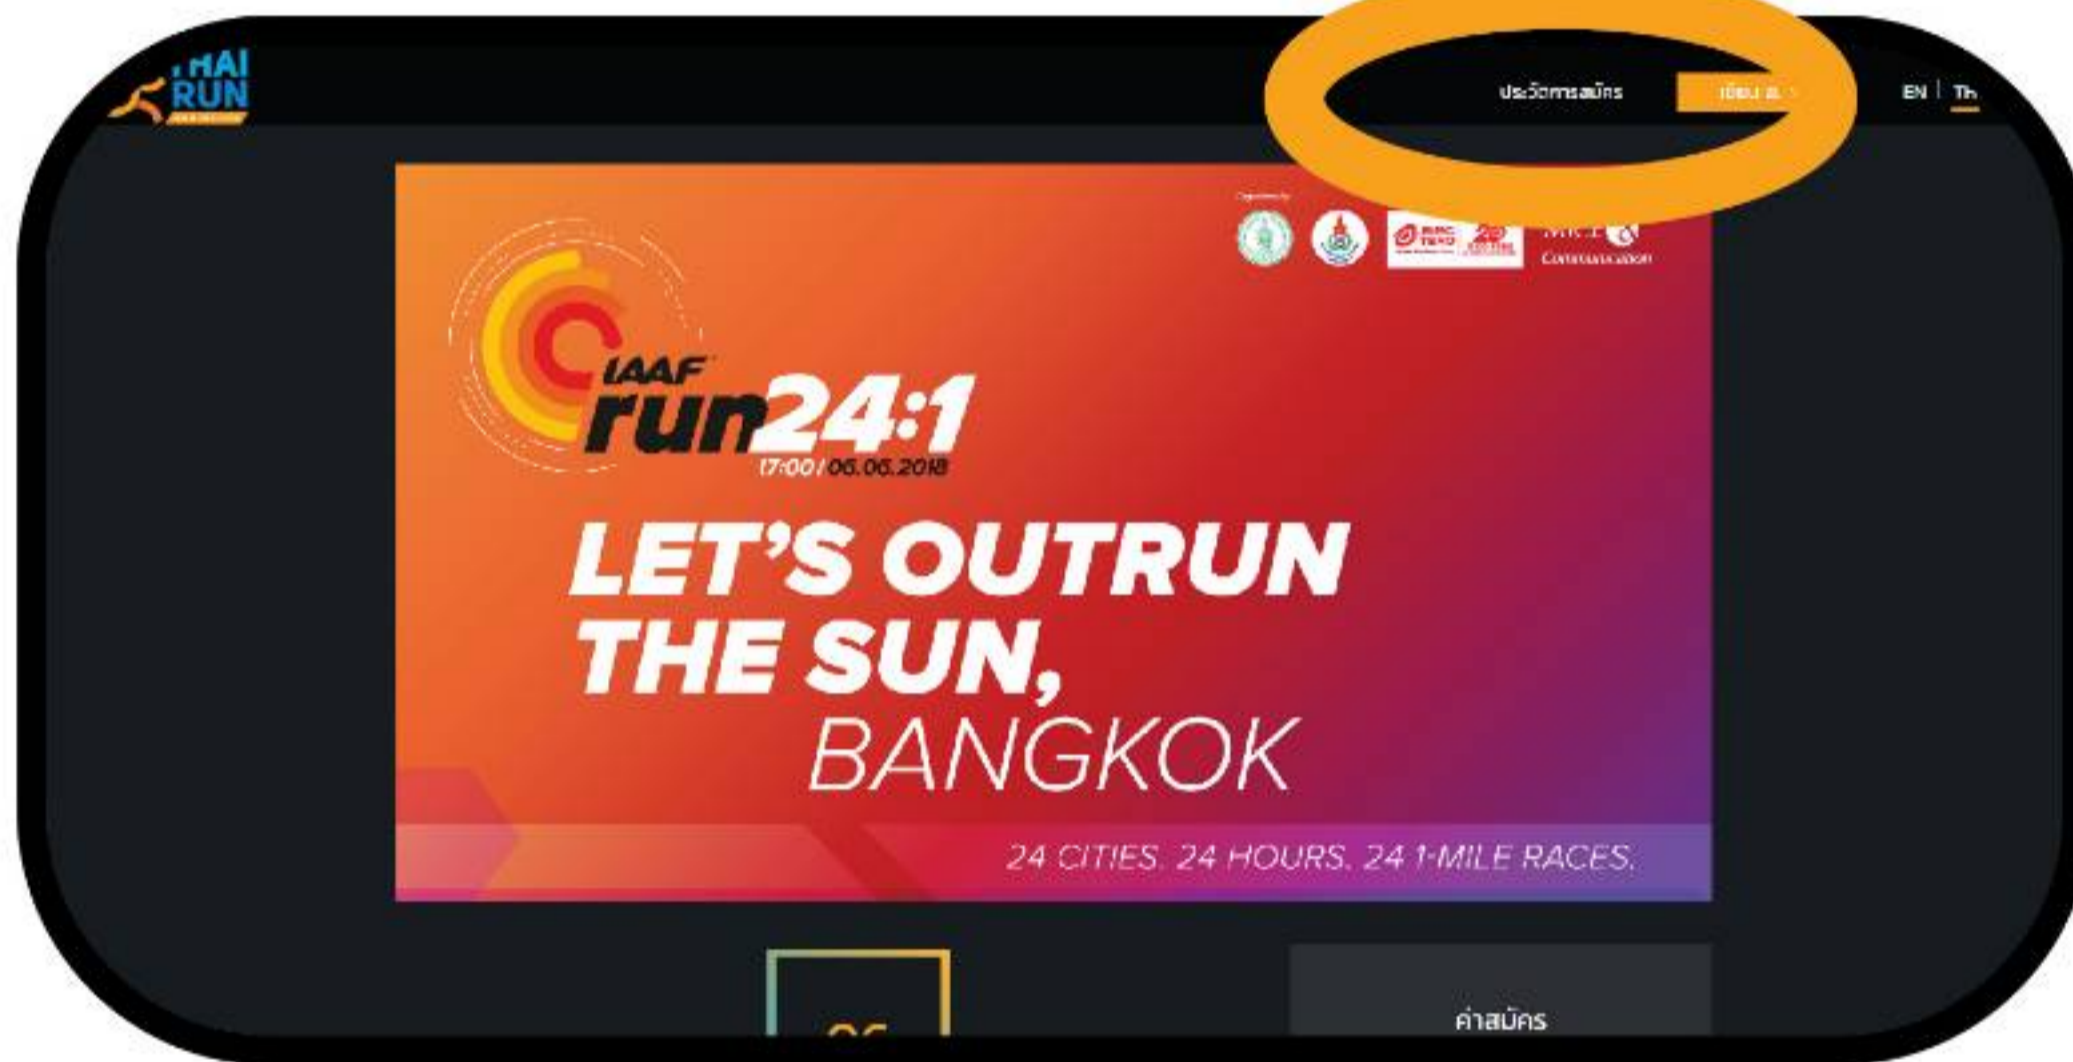 THAI
RUN
ประวัติการสมัคร
EN | Th
IAAF
run24:1
17:00 / 06.06.2018
Communication
LET'S OUTRUN
THE SUN,
BANGKOK
24 CITIES. 24 HOURS. 24 1-MILE RACES.
ค่าสมัคร